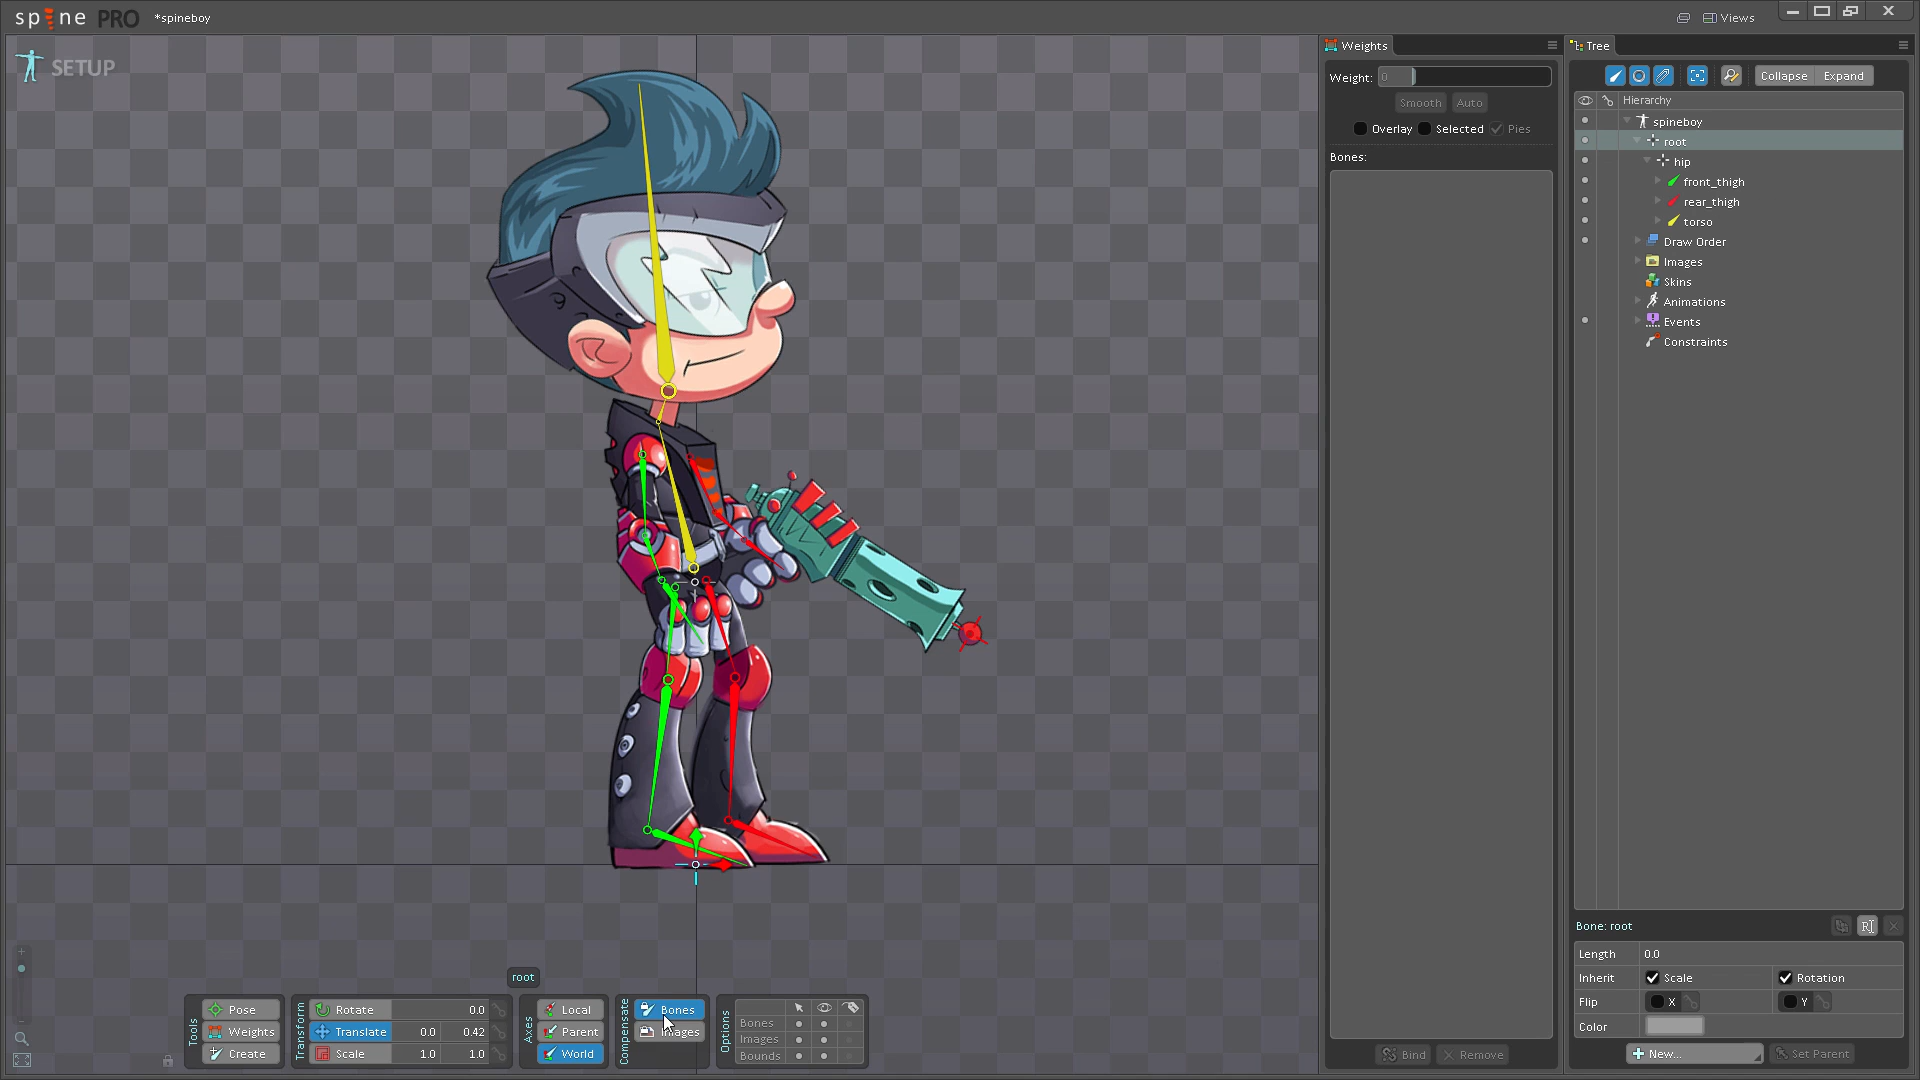 spine PRO *spineboy Views
SETUP
Weights
Weight: 0
Smooth Auto
Overlay Selected Pies
Bones:
Bind Remove
Tree
Collapse Expand
Hierarchy
spineboy
root
hip
front_thigh
rear_thigh
torso
Draw Order
Images
Skins
Animations
Events
Constraints
Bone: root
Length 0.0
Inherit Scale Rotation
Flip X Y
Color
New... Set Parent
root
Tools
Pose
Weights
Create
Transform
Rotate 0.0
Translate 0.0 0.42
Scale 1.0 1.0
Axes
Local
Parent
World
Compensate
Bones
Images
Options
Bones
Images
Bounds